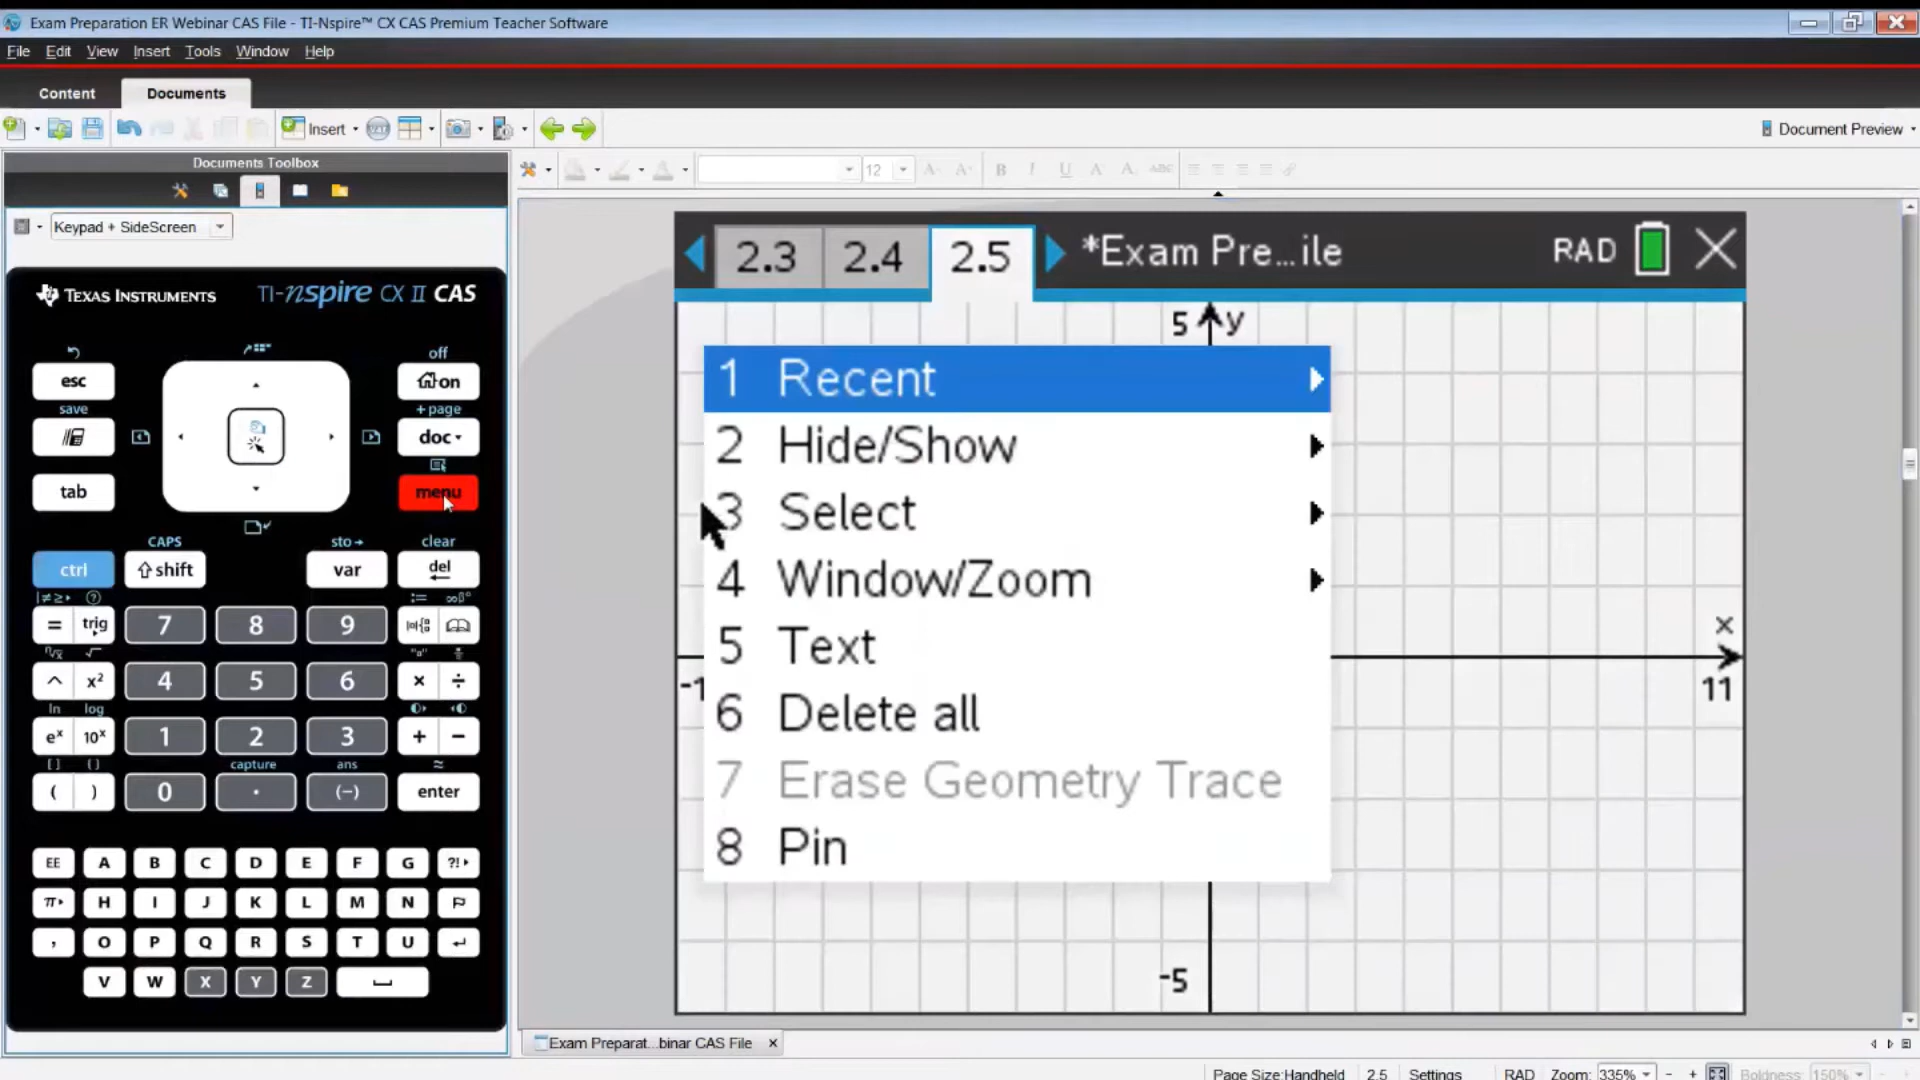 Exam Preparation ER Webinar CAS File - TI-Nspire™ CX CAS Premium Teacher Software
File Edit View Insert Tools Window Help
Content Documents
Insert
Document Preview
Documents Toolbox
12
Keypad + SideScreen
2.3 2.4 2.5 *Exam Pre...ile RAD
TEXAS INSTRUMENTS TI-nspire CX II CAS
5 y
1 Recent
2 Hide/Show
3 Select
4 Window/Zoom
5 Text
6 Delete all
7 Erase Geometry Trace
8 Pin
x
-1 11
-5
off
esc on
save + page
doc
tab menu
CAPS sto→ clear
ctrl shift var del
= trig 7 8 9
^ x² 4 5 6 × ÷
ln log
eˣ 10ˣ 1 2 3 + −
[ ] { } capture ans ≈
( ) 0 . (−) enter
EE A B C D E F G ?!
π H I J K L M N
, O P Q R S T U
V W X Y Z
Exam Preparat...binar CAS File
Page Size:Handheld 2.5 Settings RAD Zoom: 335% Boldness: 150%